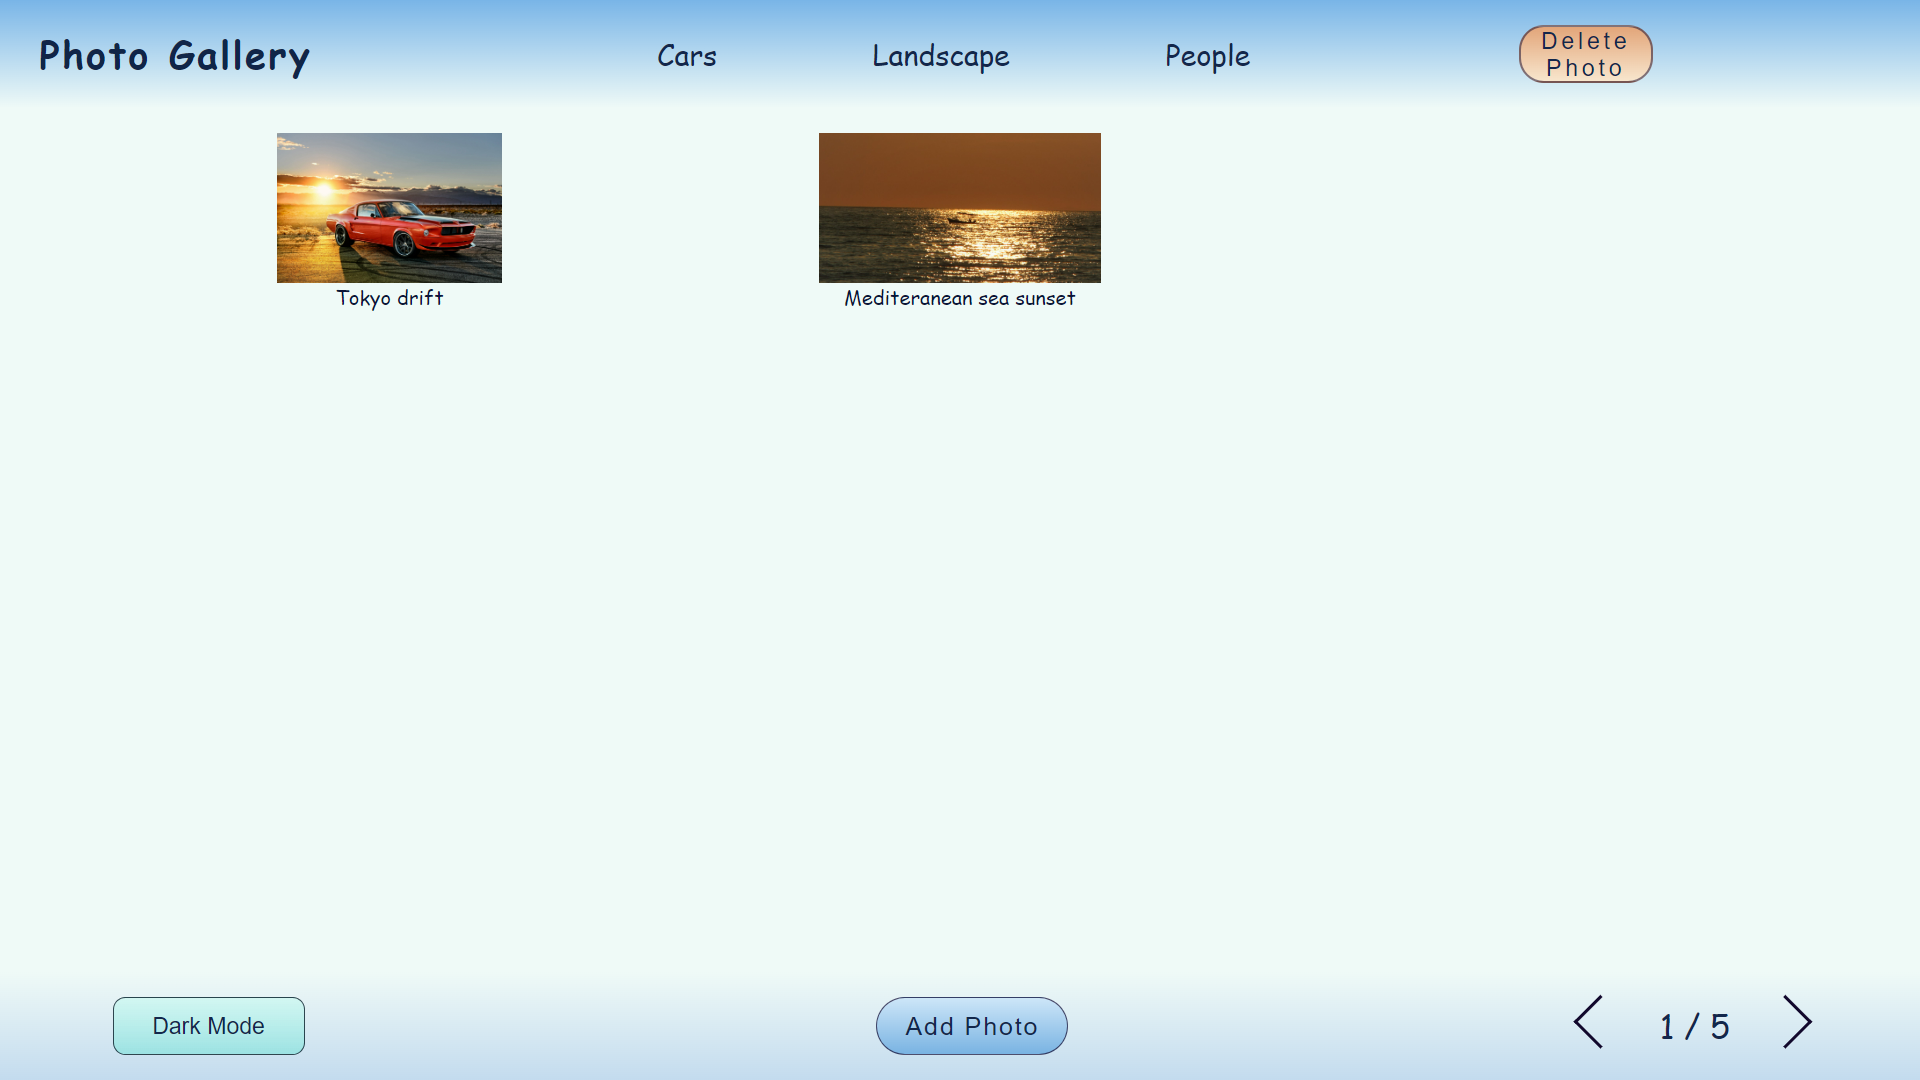 Photo Gallery
Cars
Landscape
People
Delete
Photo
Tokyo drift
Mediteranean sea sunset
Dark Mode
Add Photo
1 / 5